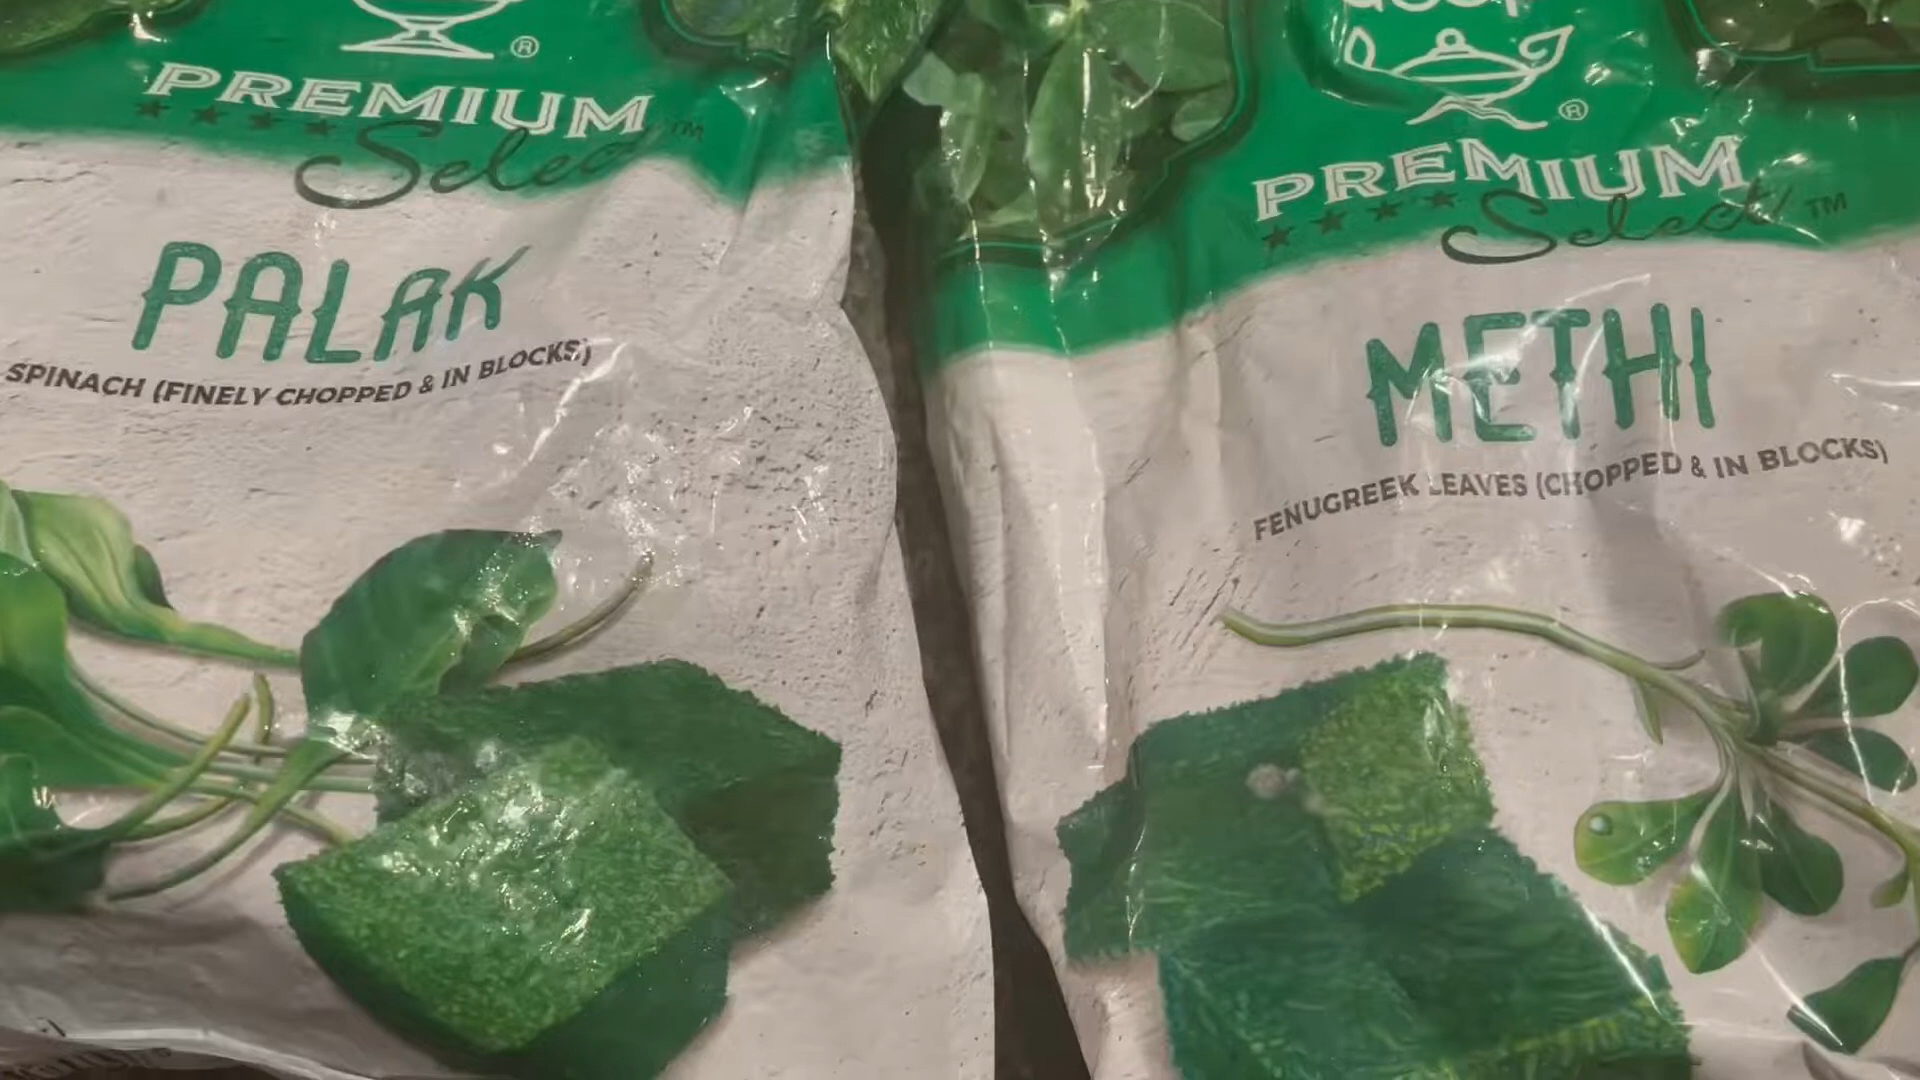 ®
PREMIUM
Select™
PALAK
SPINACH (FINELY CHOPPED & IN BLOCKS)
®
PREMIUM
Select™
METHI
FENUGREEK LEAVES (CHOPPED & IN BLOCKS)